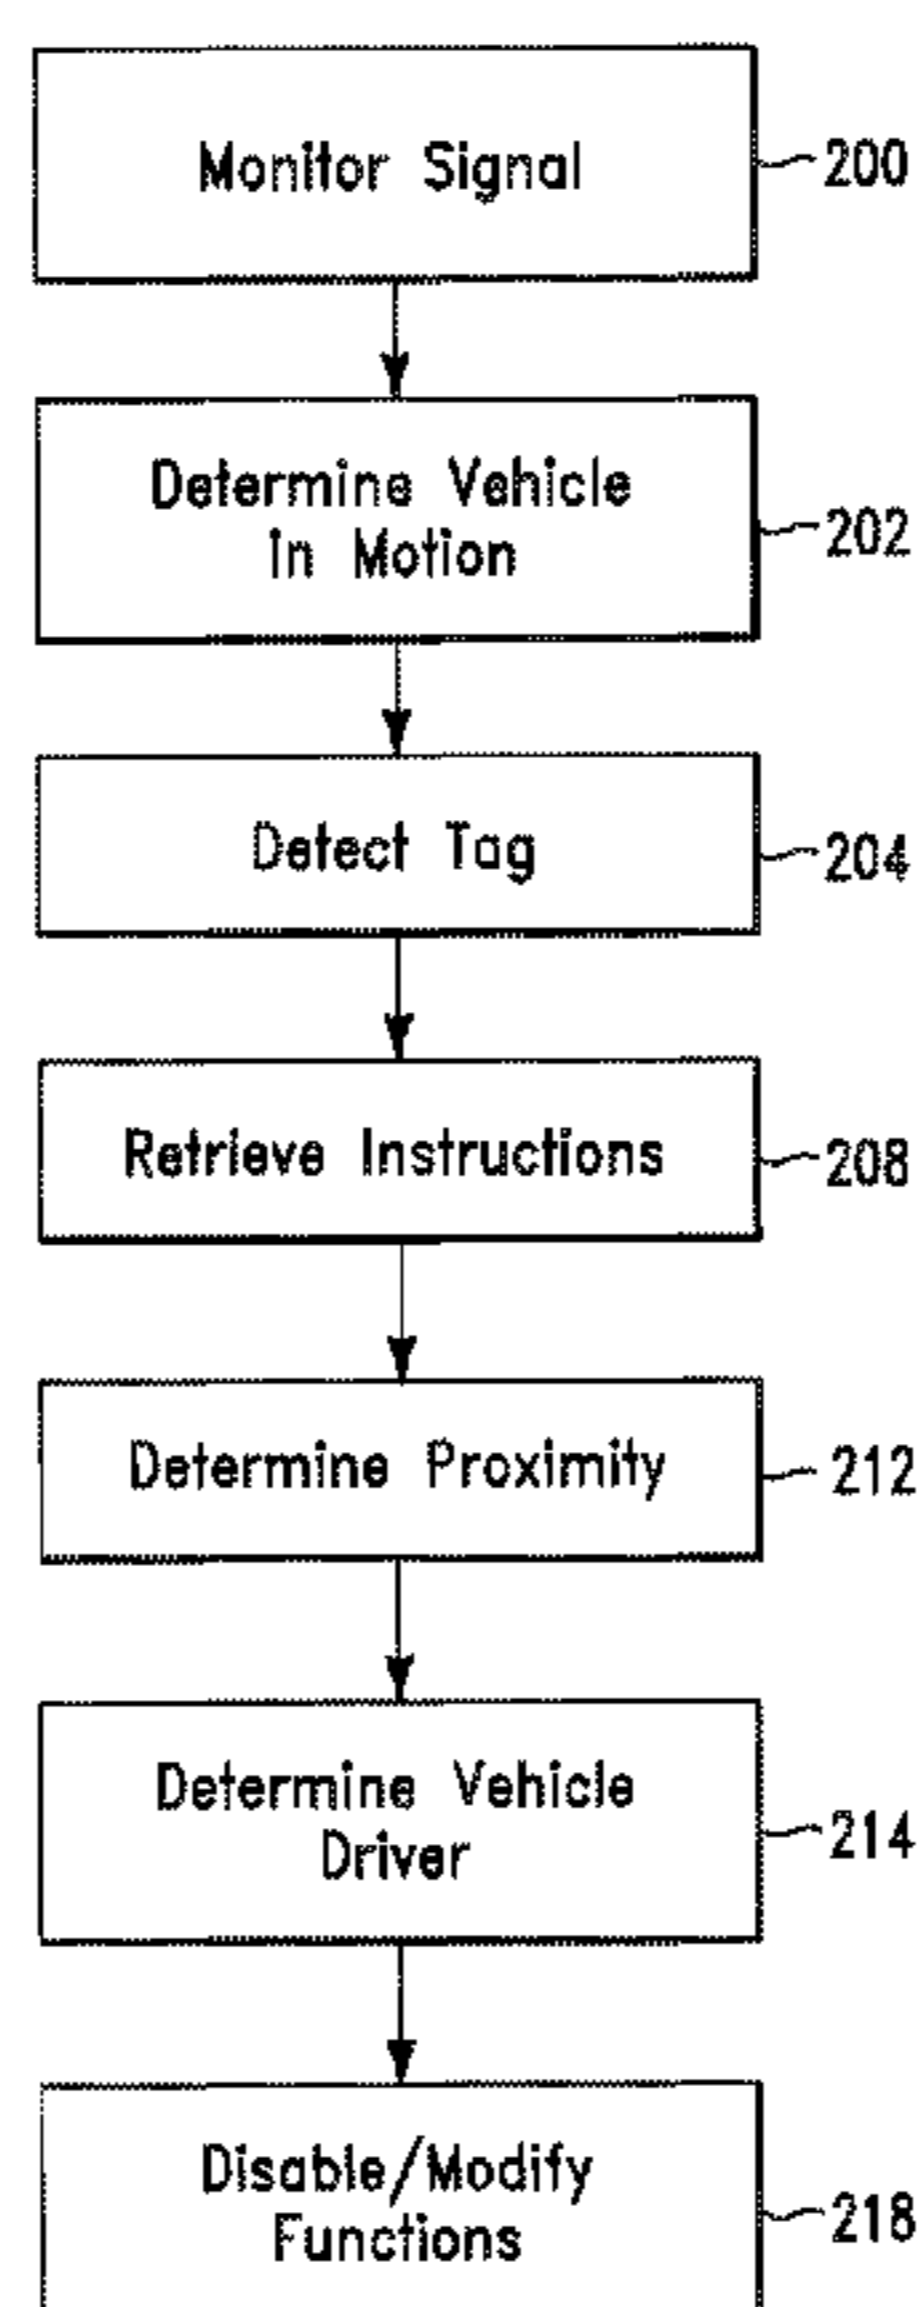 Monitor Signal
200
Determine Vehicle
in Motion
202
Detect Tag
204
Retrieve Instructions
208
Determine Proximity
212
Determine Vehicle
Driver
214
Disable/Modify
Functions
218